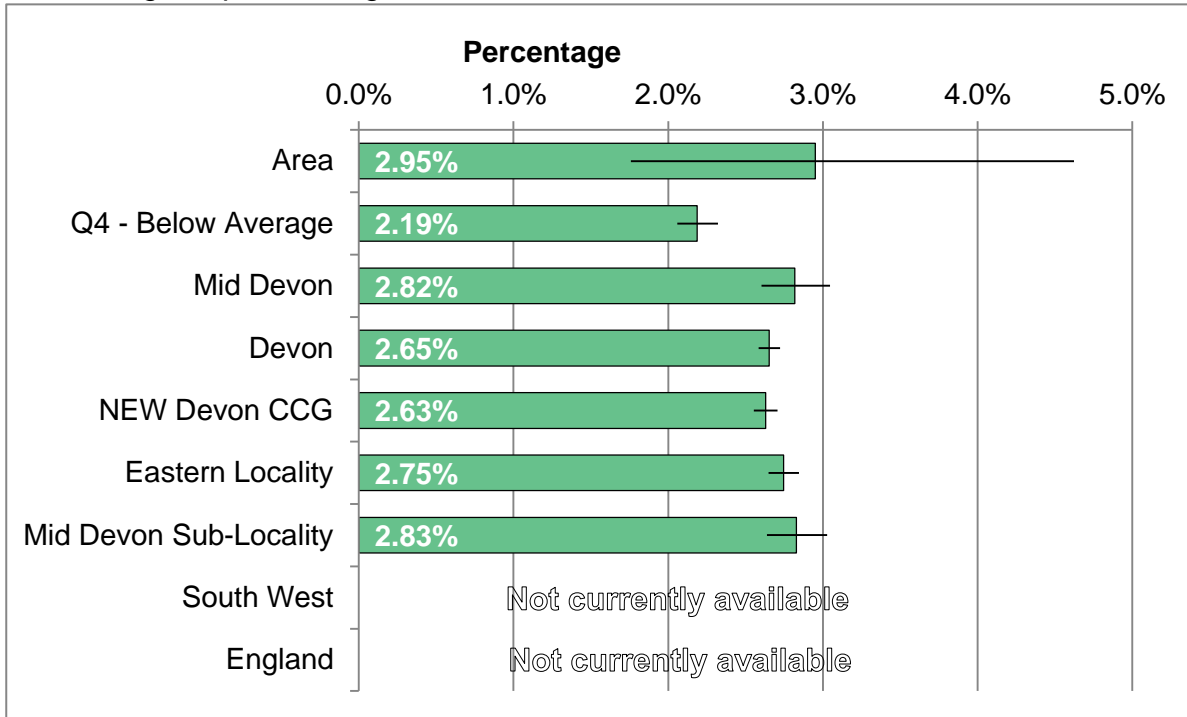 Percentage
0.0% 1.0% 2.0% 3.0% 4.0% 5.0%
Area 2.95%
Q4 - Below Average 2.19%
Mid Devon 2.82%
Devon 2.65%
NEW Devon CCG 2.63%
Eastern Locality 2.75%
Mid Devon Sub-Locality 2.83%
South West Not currently available
England Not currently available